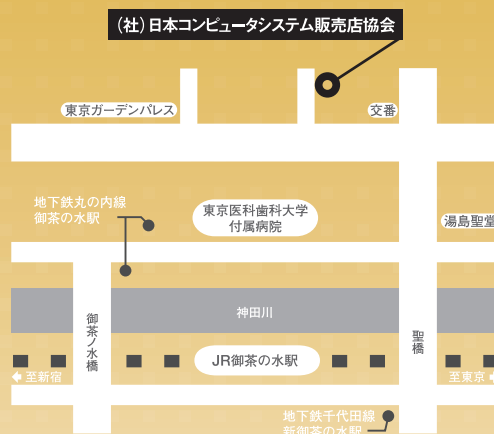 （社）日本コンピュータシステム販売店協会
東京ガーデンパレス
交番
地下鉄丸の内線
御茶の水駅
東京医科歯科大学
付属病院
湯島聖堂
神田川
御茶ノ水橋
聖橋
JR御茶の水駅
至新宿
至東京
地下鉄千代田線
新御茶の水駅